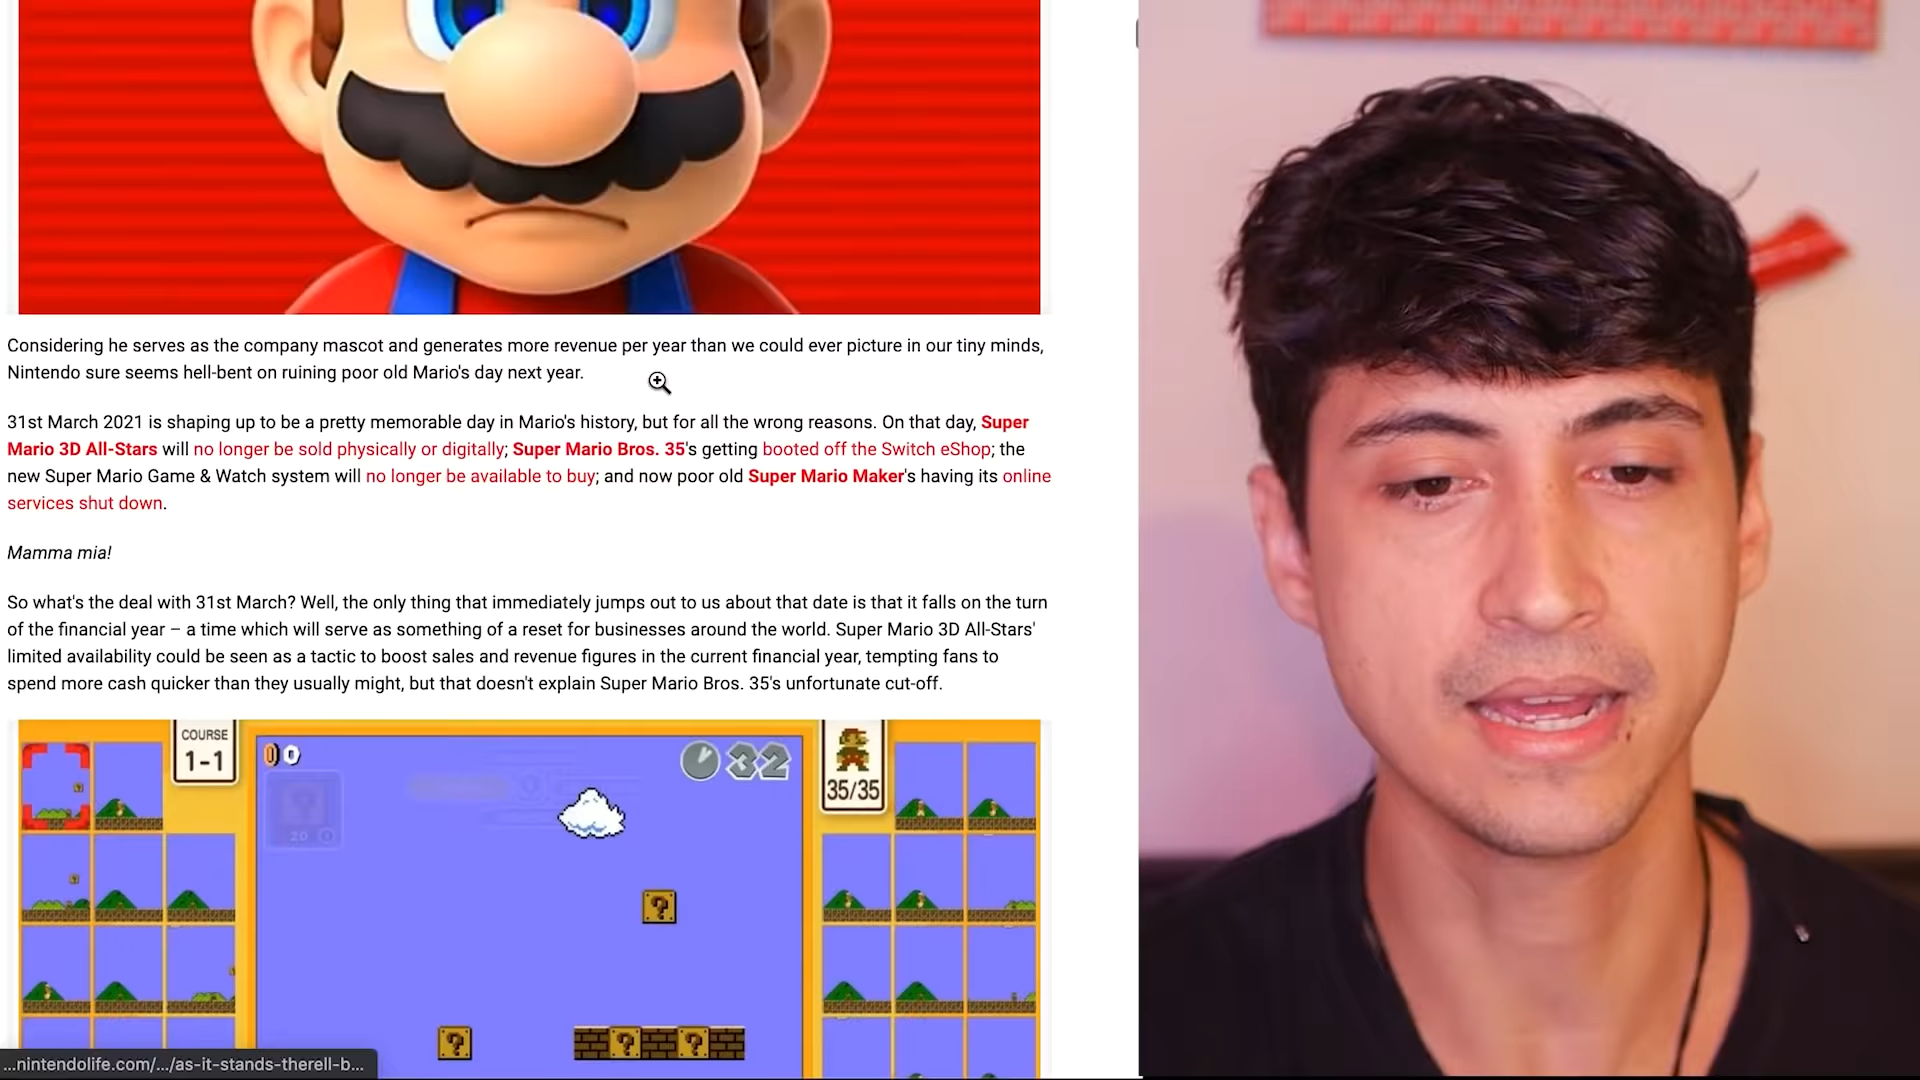 Considering he serves as the company mascot and generates more revenue per year than we could ever picture in our tiny minds,
Nintendo sure seems hell-bent on ruining poor old Mario's day next year.
31st March 2021 is shaping up to be a pretty memorable day in Mario's history, but for all the wrong reasons. On that day, Super
Mario 3D All-Stars will no longer be sold physically or digitally; Super Mario Bros. 35's getting booted off the Switch eShop; the
new Super Mario Game & Watch system will no longer be available to buy; and now poor old Super Mario Maker's having its online
services shut down.
Mamma mia!
So what's the deal with 31st March? Well, the only thing that immediately jumps out to us about that date is that it falls on the turn
of the financial year – a time which will serve as something of a reset for businesses around the world. Super Mario 3D All-Stars'
limited availability could be seen as a tactic to boost sales and revenue figures in the current financial year, tempting fans to
spend more cash quicker than they usually might, but that doesn't explain Super Mario Bros. 35's unfortunate cut-off.
COURSE
1-1
0
20
32
35/35
?
?
? ?
...nintendolife.com/.../as-it-stands-therell-b...